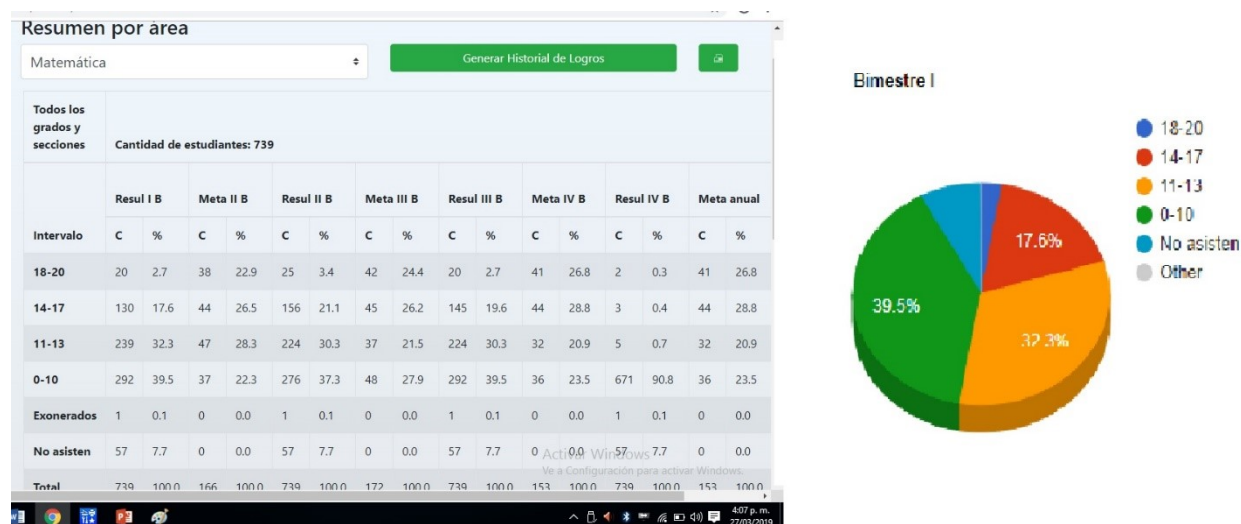 Resumen por área
Matemática
Generar Historial de Logros
Todos los grados y secciones
Cantidad de estudiantes: 739
Resul I B Meta II B Resul II B Meta III B Resul III B Meta IV B Resul IV B Meta anual
Intervalo C % C % C % C % C % C % C % C %
18-20 20 2.7 38 22.9 25 3.4 42 24.4 20 2.7 41 26.8 2 0.3 41 26.8
14-17 130 17.6 44 26.5 156 21.1 45 26.2 145 19.6 44 28.8 3 0.4 44 28.8
11-13 239 32.3 47 28.3 224 30.3 37 21.5 224 30.3 32 20.9 5 0.7 32 20.9
0-10 292 39.5 37 22.3 276 37.3 48 27.9 292 39.5 36 23.5 671 90.8 36 23.5
Exonerados 1 0.1 0 0.0 1 0.1 0 0.0 1 0.1 0 0.0 1 0.1 0 0.0
No asisten 57 7.7 0 0.0 57 7.7 0 0.0 57 7.7 0 0.0 57 7.7 0 0.0
Activar Windows
Ve a Configuración para activar Windows.
Total 739 100.0 166 100.0 739 100.0 172 100.0 739 100.0 153 100.0 739 100.0 153 100.0
4:07 p. m.
27/03/2019
Bimestre I
18-20
14-17
11-13
0-10
No asisten
Other
17.6%
39.5%
32.3%